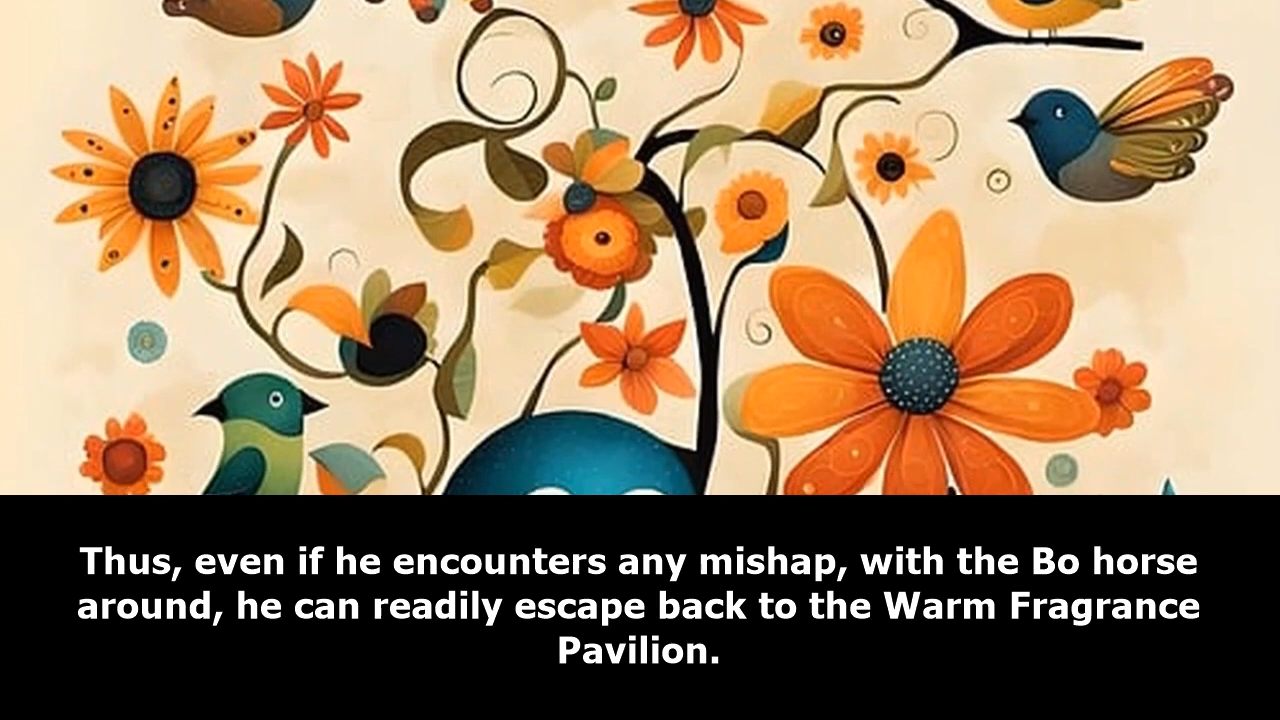 Thus, even if he encounters any mishap, with the Bo horse
around, he can readily escape back to the Warm Fragrance
Pavilion.